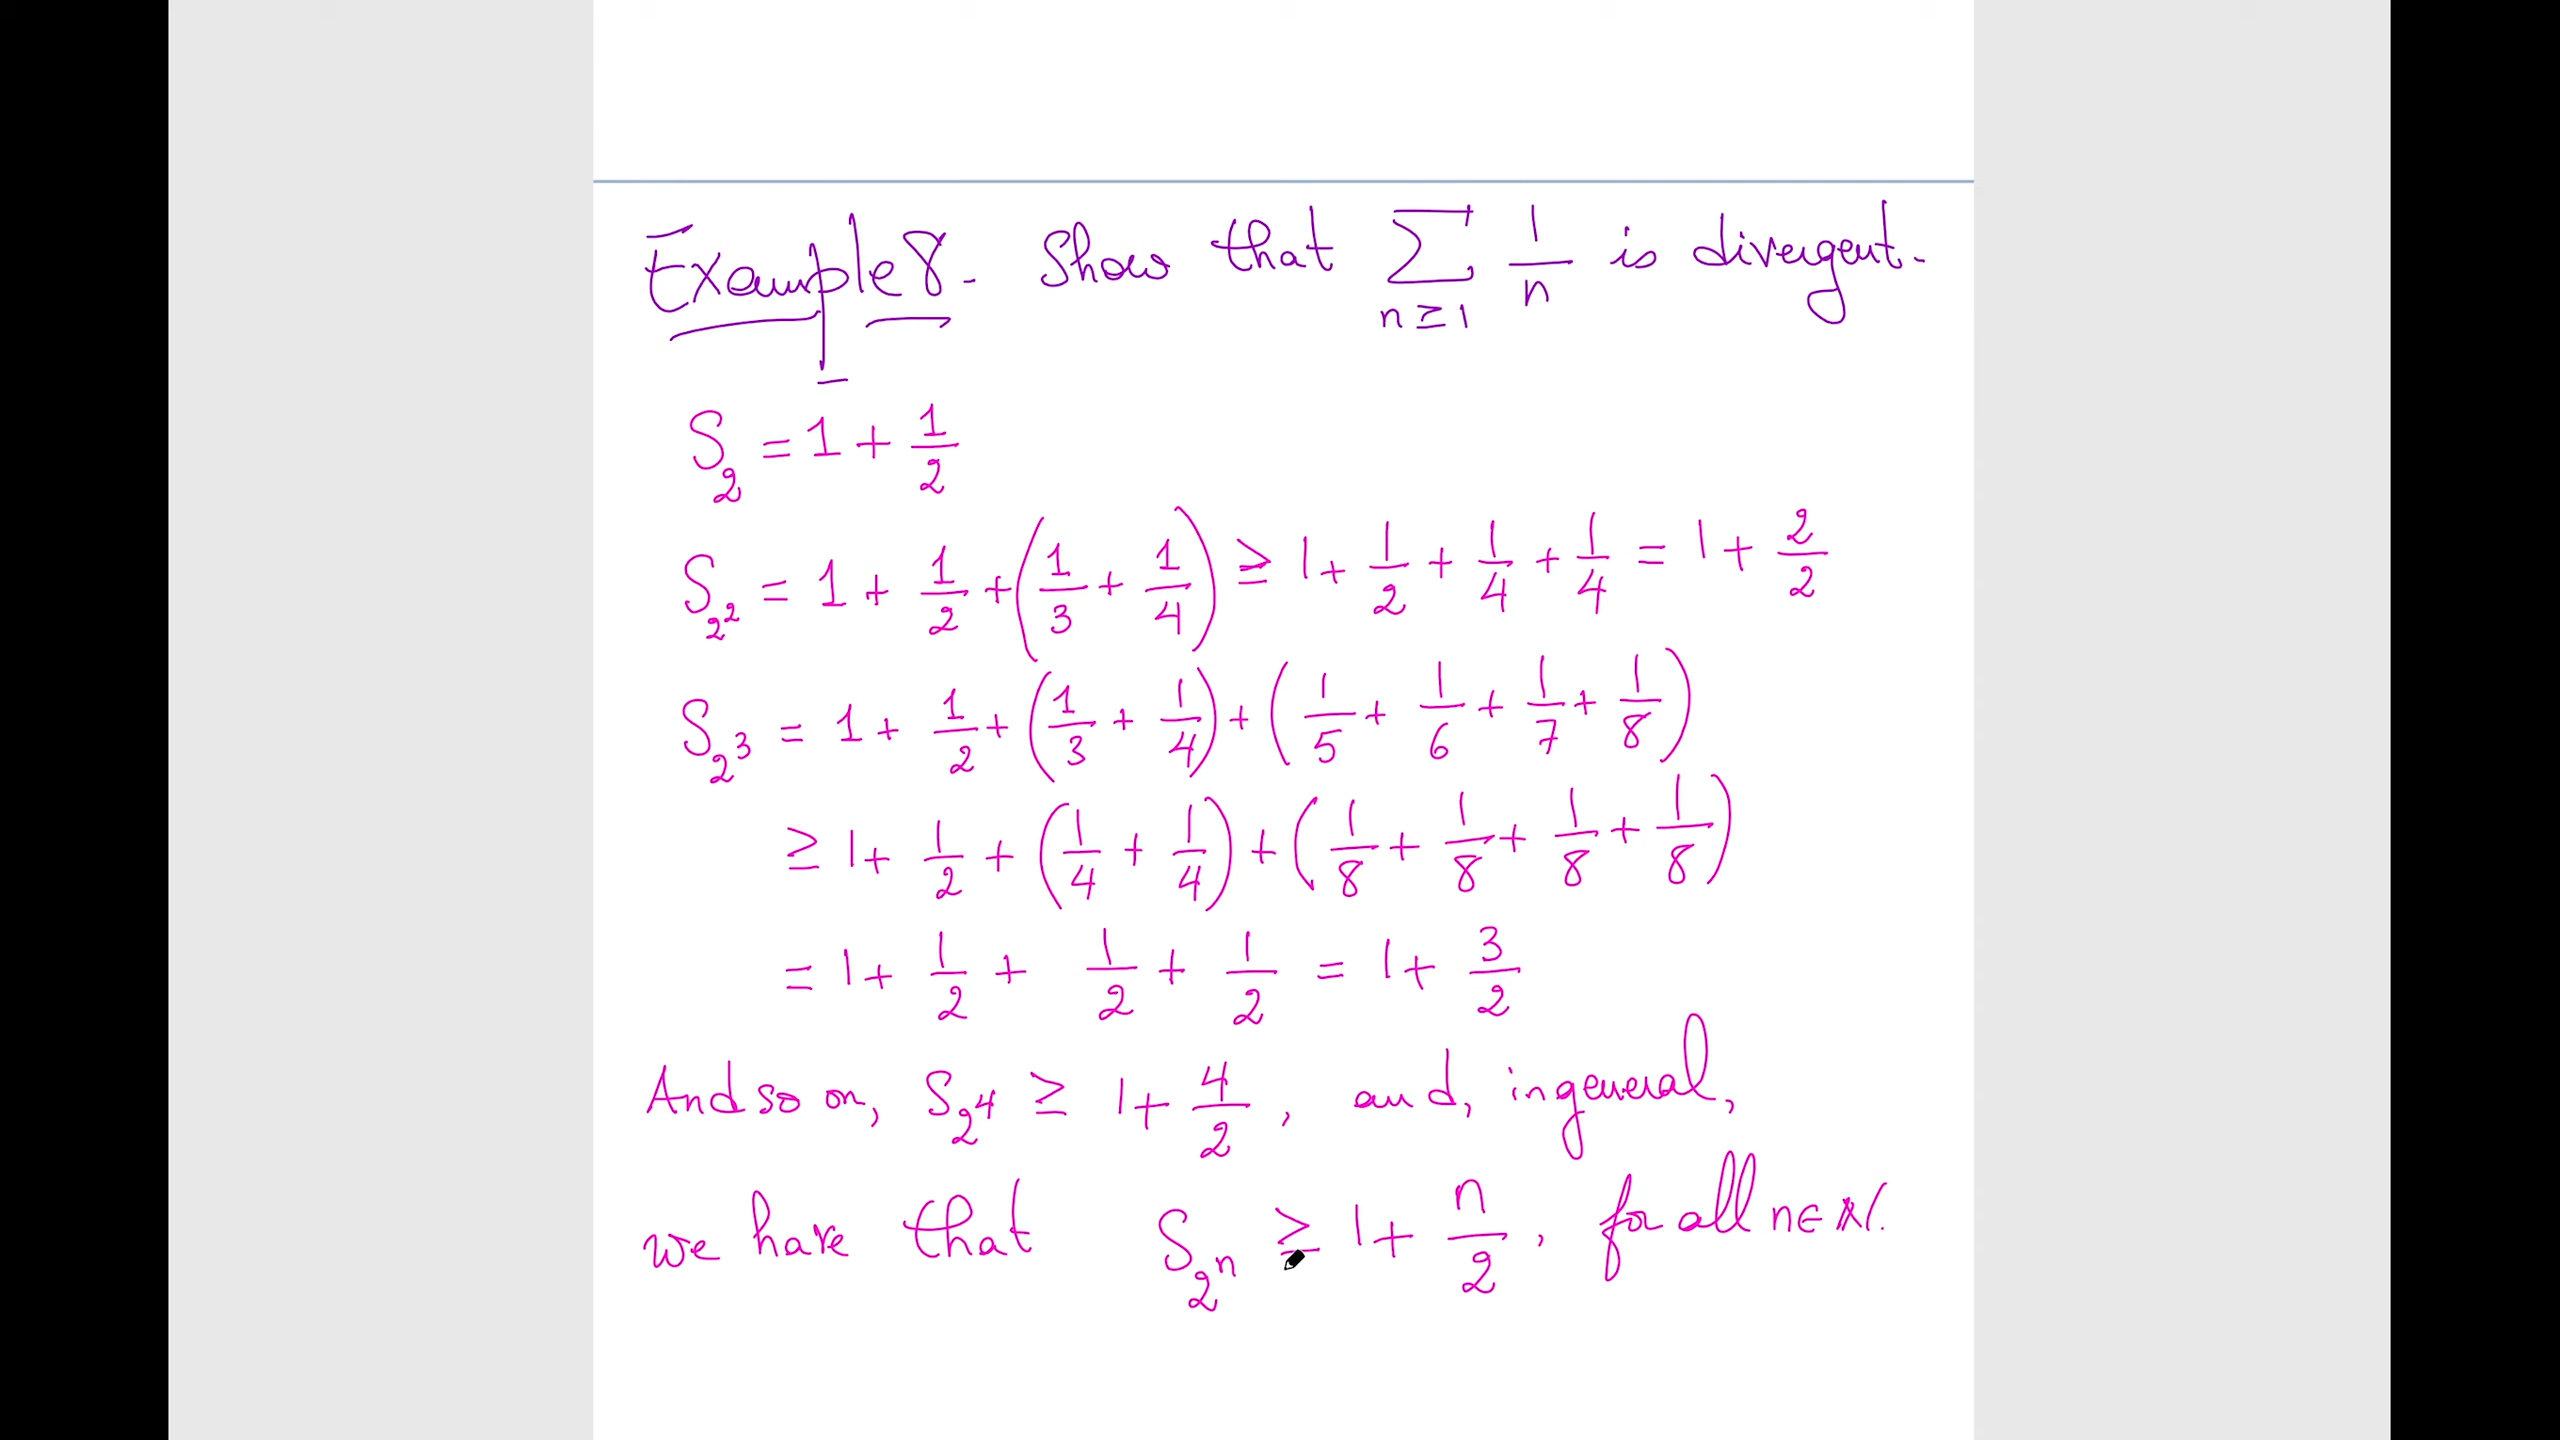 Example 8. Show that ∑_{n≥1} 1/n is divergent.
S_2 = 1 + 1/2
S_{2^2} = 1 + 1/2 + (1/3 + 1/4) ≥ 1 + 1/2 + 1/4 + 1/4 = 1 + 2/2
S_{2^3} = 1 + 1/2 + (1/3 + 1/4) + (1/5 + 1/6 + 1/7 + 1/8)
≥ 1 + 1/2 + (1/4 + 1/4) + (1/8 + 1/8 + 1/8 + 1/8)
= 1 + 1/2 + 1/2 + 1/2 = 1 + 3/2
And so on, S_{2^4} ≥ 1 + 4/2, and, in general,
we have that S_{2^n} ≥ 1 + n/2, for all n ∈ ℕ.